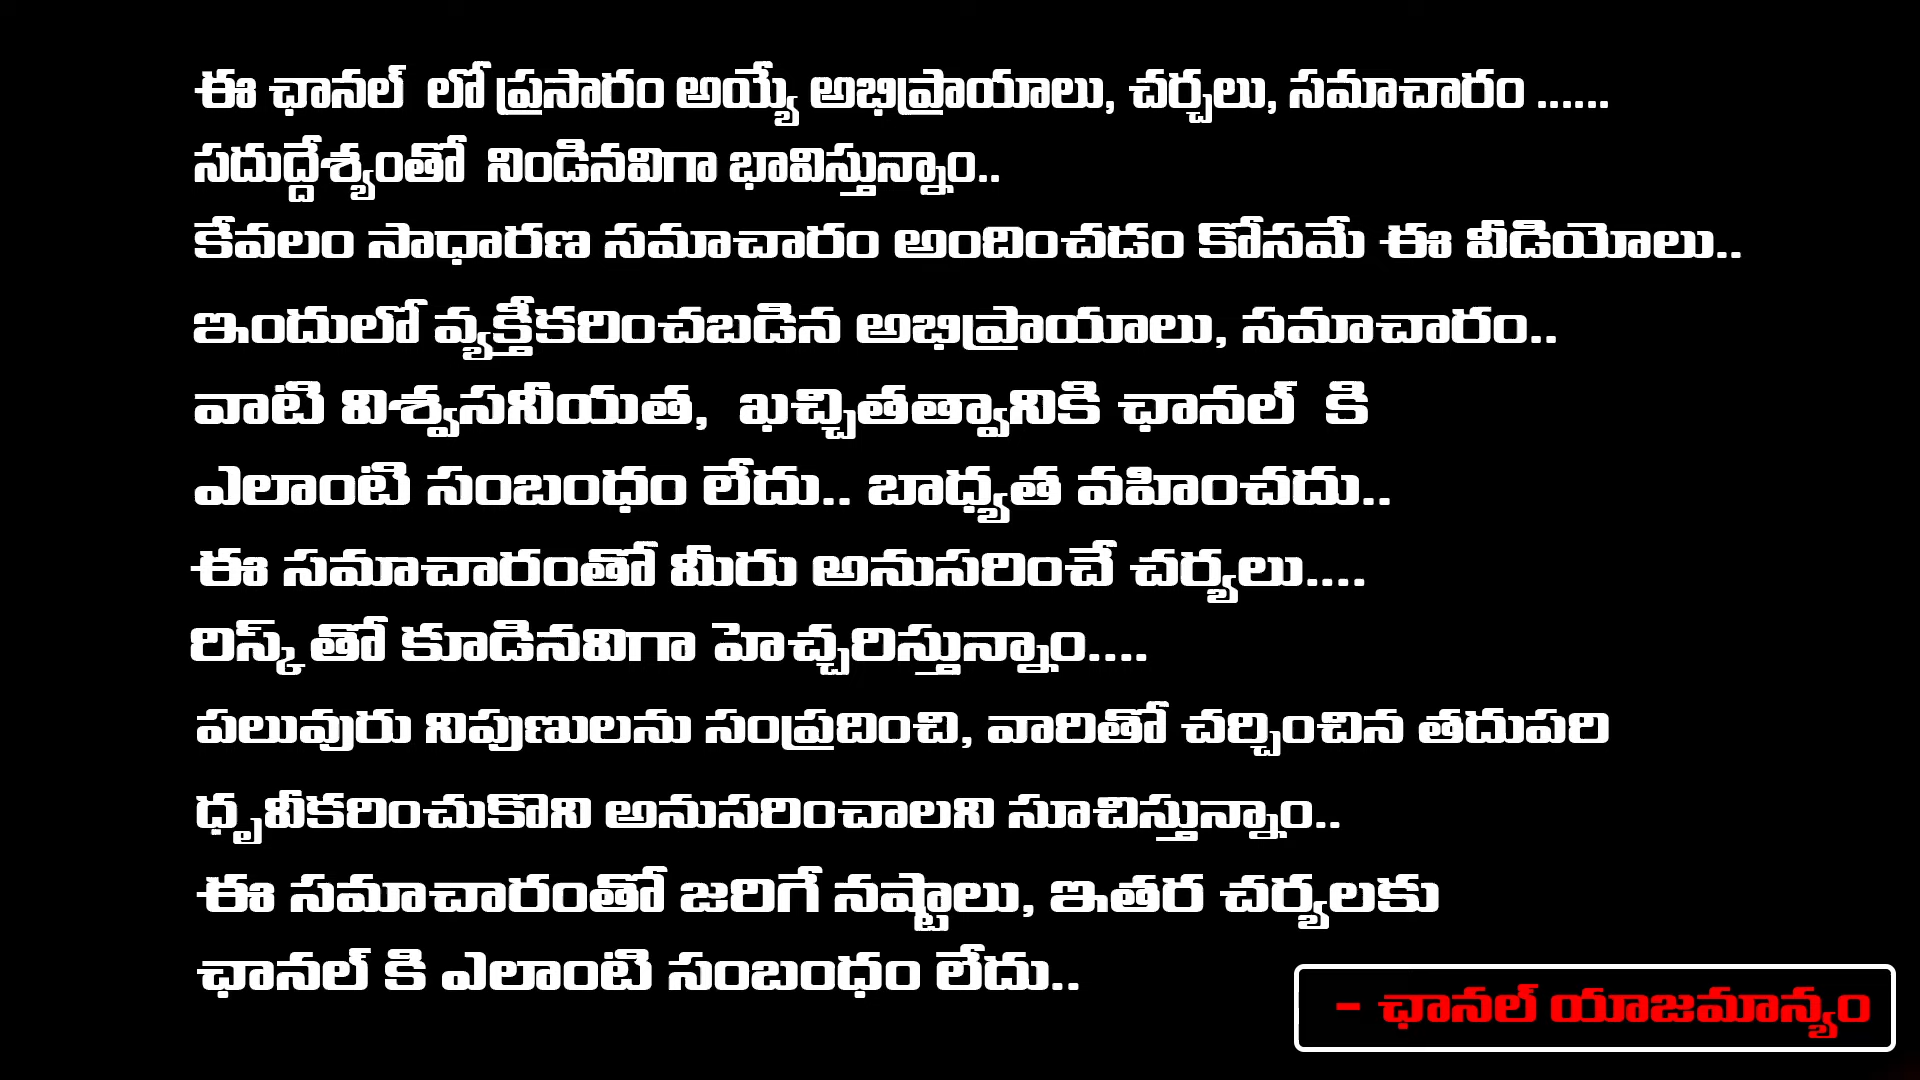 ఈ ఛానల్ లో ప్రసారం అయ్యే అభిప్రాయాలు, చర్చలు, సమాచారం ......
సదుద్దేశ్యంతో నిండినవిగా భావిస్తున్నాం..
కేవలం సాధారణ సమాచారం అందించడం కోసమే ఈ వీడియోలు..
ఇందులో వ్యక్తీకరించబడిన అభిప్రాయాలు, సమాచారం..
వాటి విశ్వసనీయత, ఖచ్చితత్వానికి ఛానల్ కి
ఎలాంటి సంబంధం లేదు.. బాధ్యత వహించదు..
ఈ సమాచారంతో మీరు అనుసరించే చర్యలు....
రిస్క్ తో కూడినవిగా హెచ్చరిస్తున్నాం....
పలువురు నిపుణులను సంప్రదించి, వారితో చర్చించిన తదుపరి
ధృవీకరించుకొని అనుసరించాలని సూచిస్తున్నాం..
ఈ సమాచారంతో జరిగే నష్టాలు, ఇతర చర్యలకు
ఛానల్ కి ఎలాంటి సంబంధం లేదు..
- ఛానల్ యాజమాన్యం